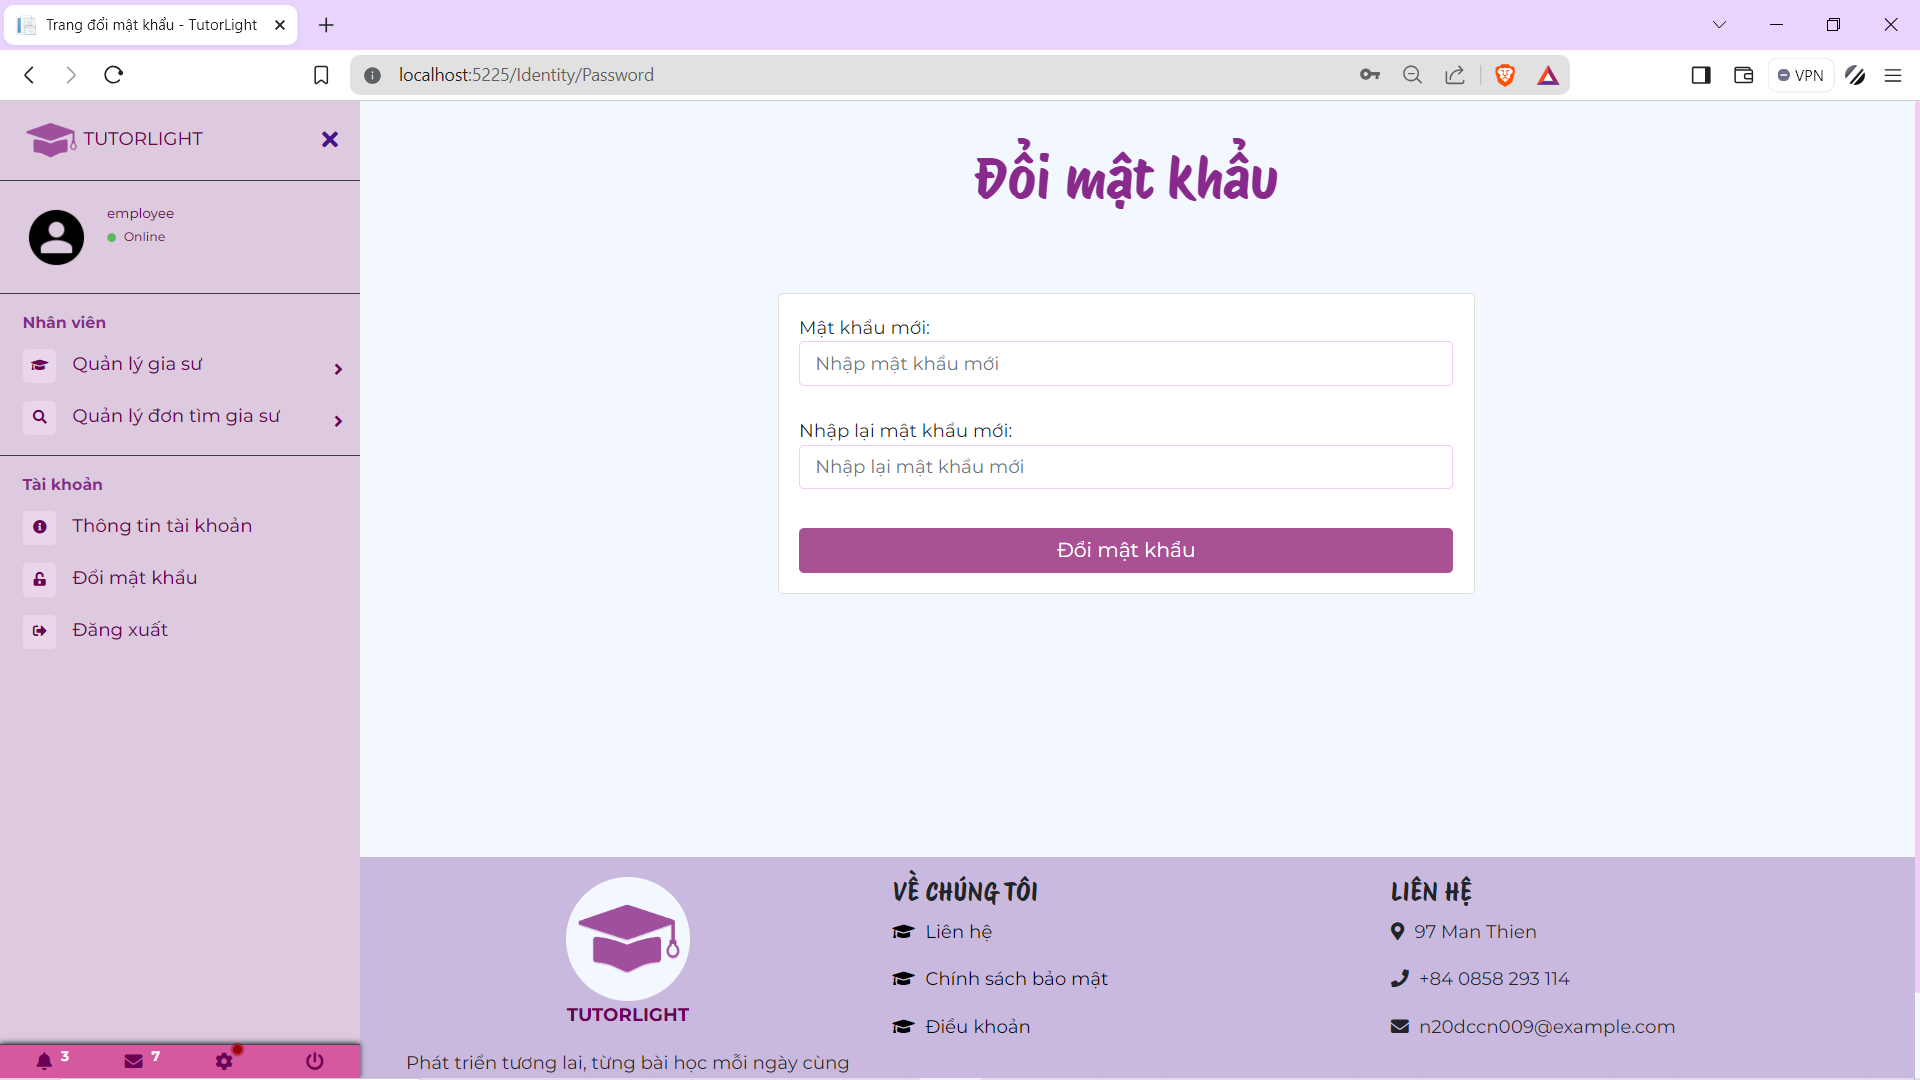 Trang đổi mật khẩu - TutorLight
localhost:5225/Identity/Password
VPN
TUTORLIGHT
employee
Online
Nhân viên
Quản lý gia sư
Quản lý đơn tìm gia sư
Tài khoản
Thông tin tài khoản
Đổi mật khẩu
Đăng xuất
3
7
Đổi mật khẩu
Mật khẩu mới:
Nhập mật khẩu mới
Nhập lại mật khẩu mới:
Nhập lại mật khẩu mới
Đổi mật khẩu
TUTORLIGHT
Phát triển tương lai, từng bài học mỗi ngày cùng
VỀ CHÚNG TÔI
Liên hệ
Chính sách bảo mật
Điều khoản
LIÊN HỆ
97 Man Thien
+84 0858 293 114
n20dccn009@example.com